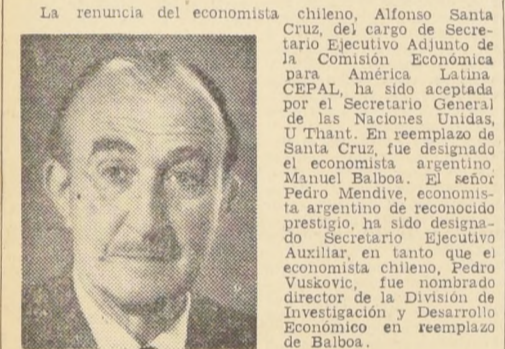 La renuncia del economista chileno, Alfonso Santa
Cruz, del cargo de Secre-
tario Ejecutivo Adjunto de
la Comisión Económica
para América Latina
CEPAL, ha sido aceptada
por el Secretario General
de las Naciones Unidas,
U Thant. En reemplazo de
Santa Cruz, fue designado
el economista argentino,
Manuel Balboa. El señor
Pedro Mendive, economis-
ta argentino de reconocido
prestigio, ha sido designa-
do Secretario Ejecutivo
Auxiliar, en tanto que el
economista chileno, Pedro
Vuskovic, fue nombrado
director de la División de
Investigación y Desarrollo
Económico en reemplazo
de Balboa.